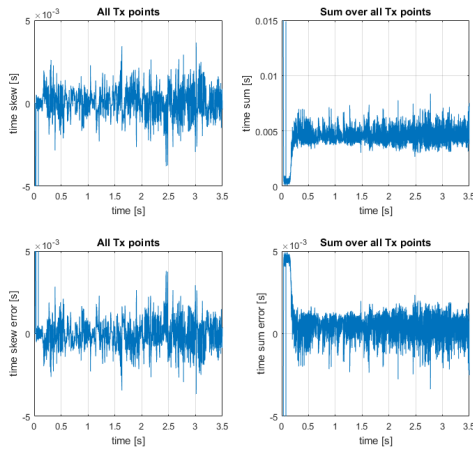 All Tx points
×10-3
5
0
-5
time skew [s]
0 0.5 1 1.5 2 2.5 3 3.5
time [s]
Sum over all Tx points
0.015
0.01
0.005
0
time sum [s]
0 0.5 1 1.5 2 2.5 3 3.5
time [s]
All Tx points
×10-3
5
0
-5
time skew error [s]
0 0.5 1 1.5 2 2.5 3 3.5
time [s]
Sum over all Tx points
×10-3
5
0
-5
time sum error [s]
0 0.5 1 1.5 2 2.5 3 3.5
time [s]